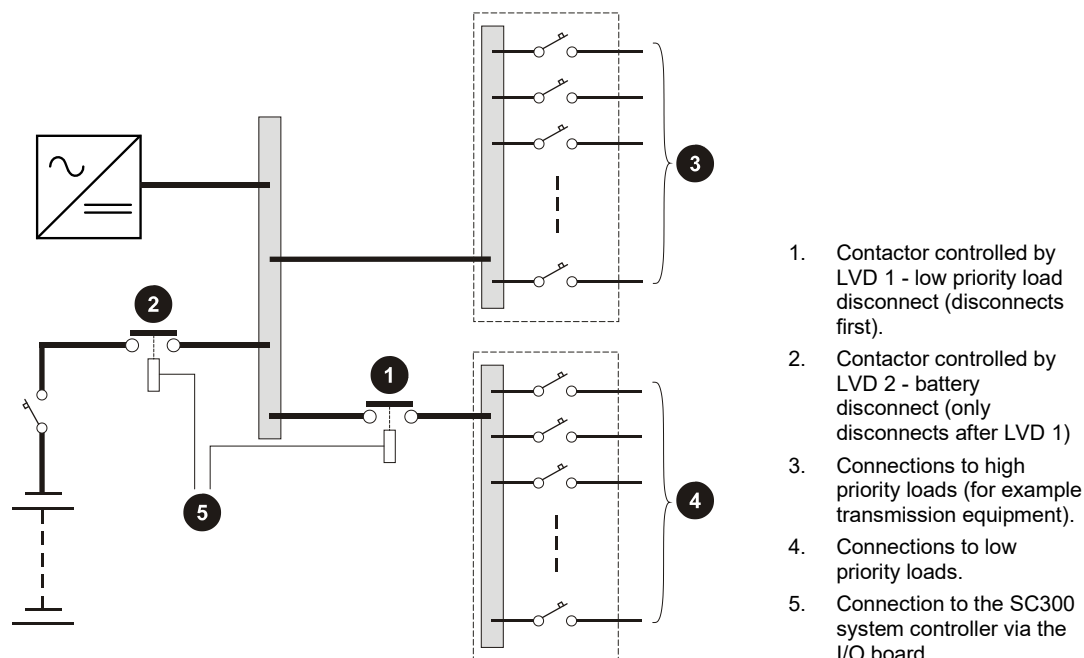 3
2
1
5
4
1. Contactor controlled by
LVD 1 - low priority load
disconnect (disconnects
first).
2. Contactor controlled by
LVD 2 - battery
disconnect (only
disconnects after LVD 1)
3. Connections to high
priority loads (for example
transmission equipment).
4. Connections to low
priority loads.
5. Connection to the SC300
system controller via the
I/O board